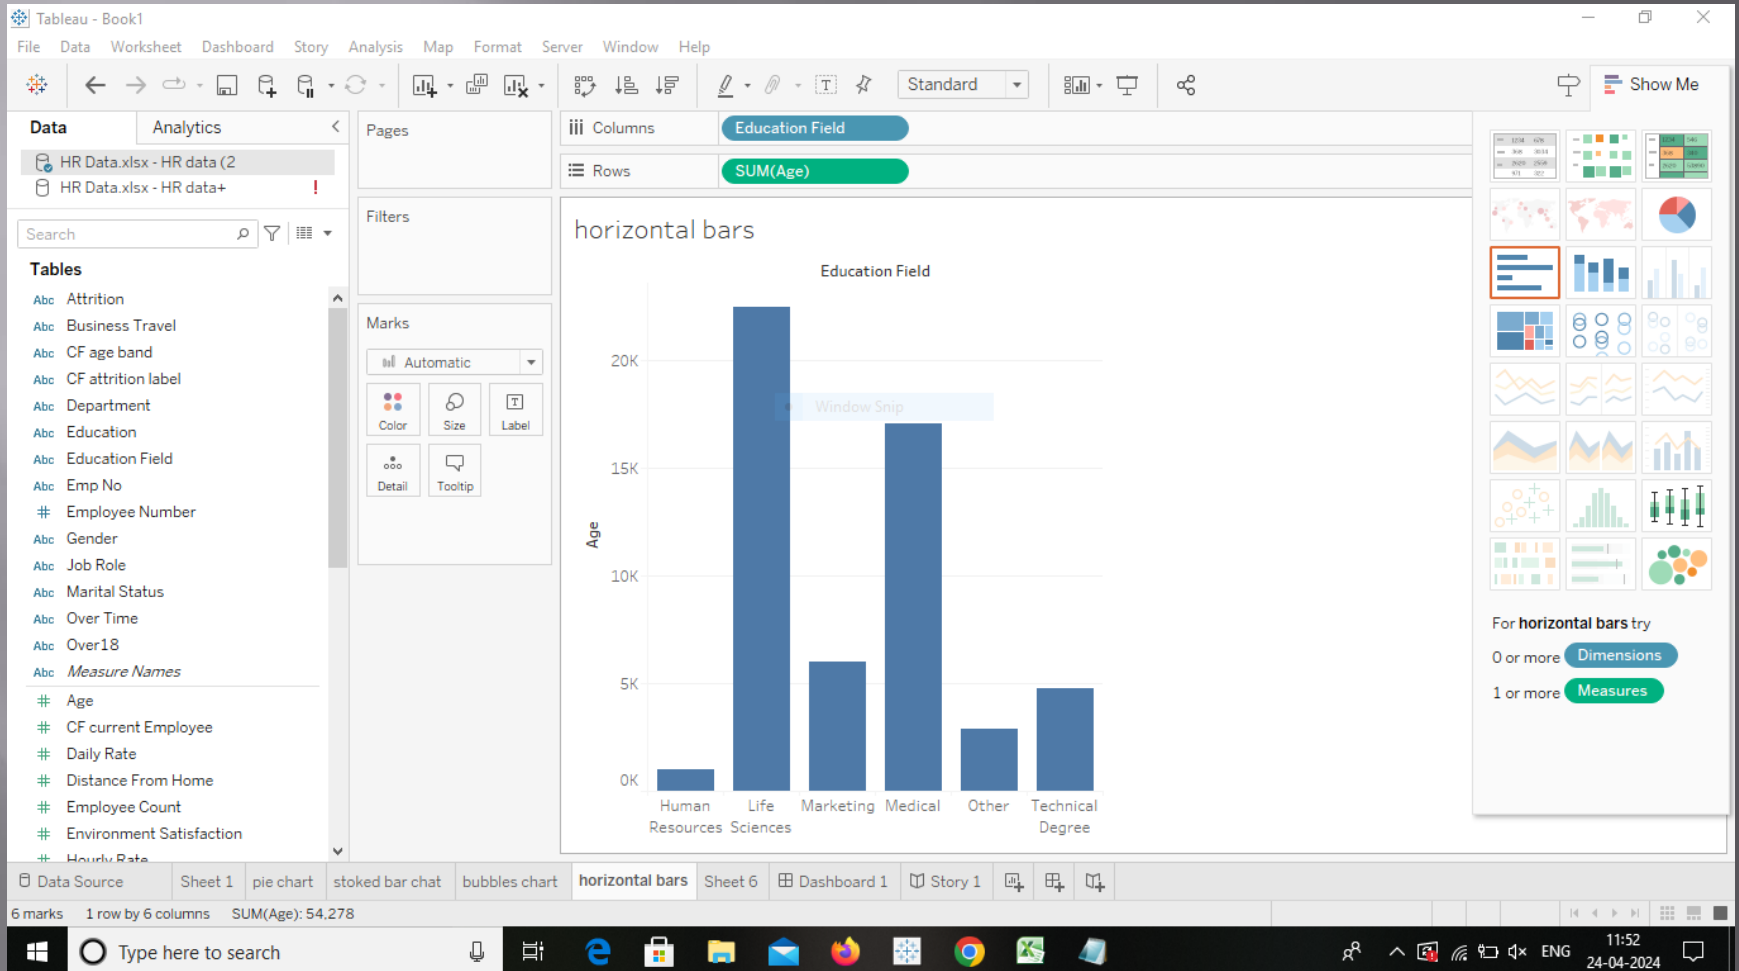 Tableau - Book1
File Data Worksheet Dashboard Story Analysis Map Format Server Window Help
Standard
Show Me
Data
Analytics
HR Data.xlsx - HR data (2
HR Data.xlsx - HR data+
!
Search
Tables
Abc Attrition
Abc Business Travel
Abc CF age band
Abc CF attrition label
Abc Department
Abc Education
Abc Education Field
Abc Emp No
# Employee Number
Abc Gender
Abc Job Role
Abc Marital Status
Abc Over Time
Abc Over18
Abc Measure Names
# Age
# CF current Employee
# Daily Rate
# Distance From Home
# Employee Count
# Environment Satisfaction
# Hourly Rate
Pages
Filters
Marks
Automatic
Color
Size
Label
Detail
Tooltip
Columns
Education Field
Rows
SUM(Age)
horizontal bars
Education Field
20K
15K
10K
5K
0K
Age
Window Snip
Human Resources
Life Sciences
Marketing
Medical
Other
Technical Degree
For horizontal bars try
0 or more Dimensions
1 or more Measures
Data Source
Sheet 1
pie chart
stoked bar chat
bubbles chart
horizontal bars
Sheet 6
Dashboard 1
Story 1
6 marks 1 row by 6 columns SUM(Age): 54,278
Type here to search
ENG
11:52
24-04-2024